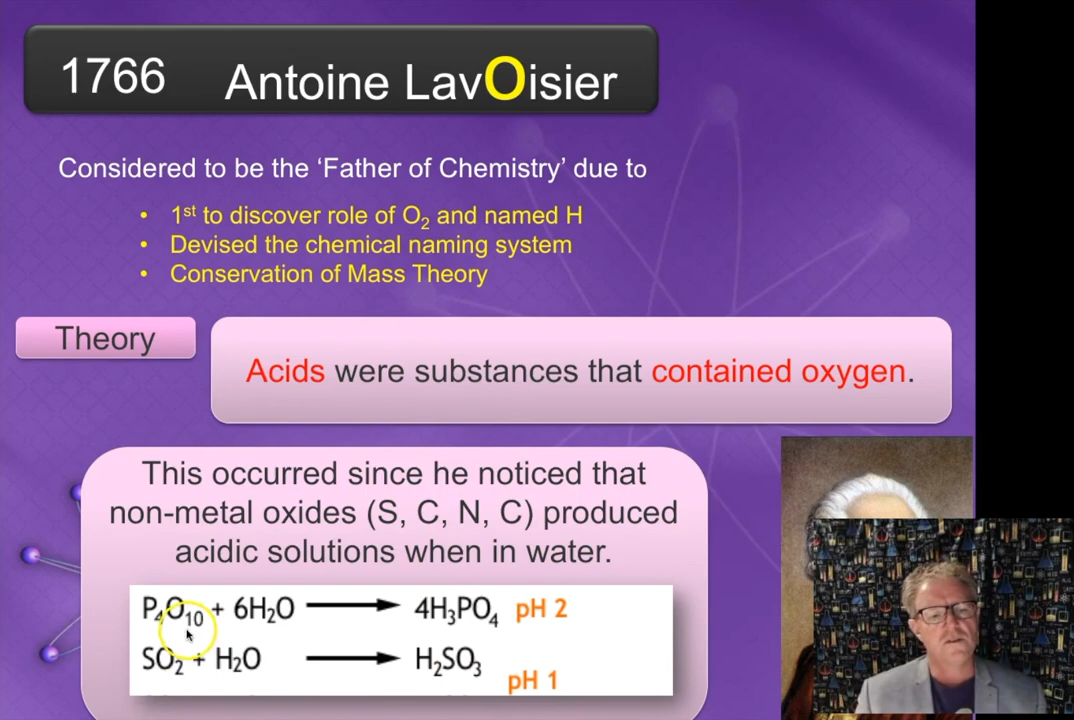 1766 Antoine LavOisier
Considered to be the ‘Father of Chemistry’ due to
• 1st to discover role of O2 and named H
• Devised the chemical naming system
• Conservation of Mass Theory
Theory
Acids were substances that contained oxygen.
This occurred since he noticed that
non-metal oxides (S, C, N, C) produced
acidic solutions when in water.
P4O10 + 6H2O ⟶ 4H3PO4 pH 2
SO2 + H2O ⟶ H2SO3
pH 1